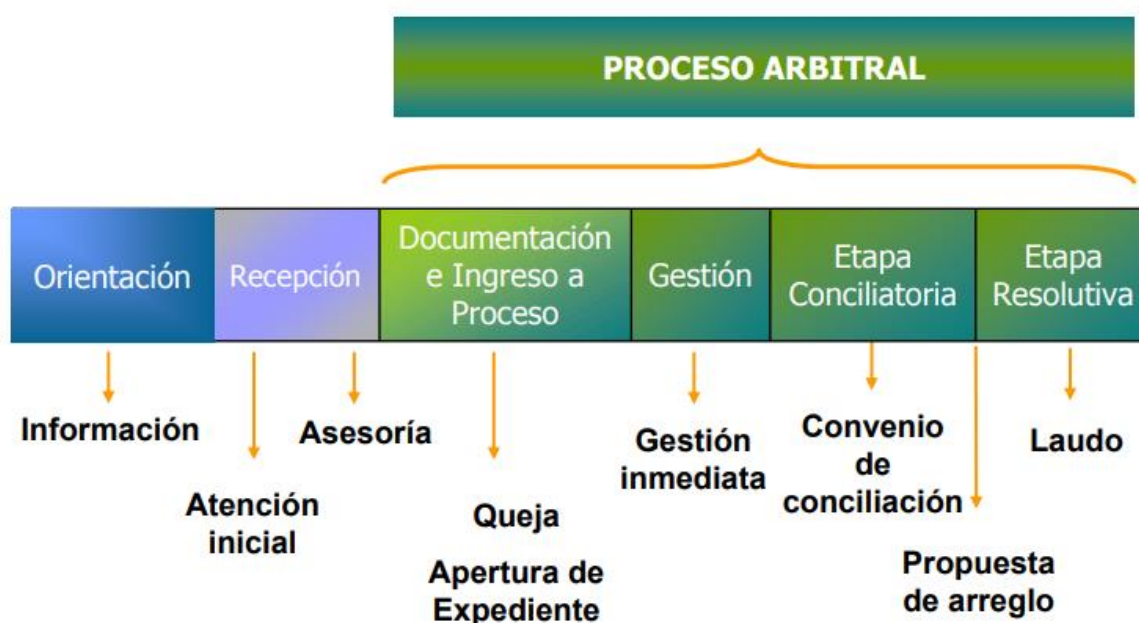 PROCESO ARBITRAL
Orientación
Recepción
Documentación
e Ingreso a
Proceso
Gestión
Etapa
Conciliatoria
Etapa
Resolutiva
Información
Atención
inicial
Asesoría
Queja
Apertura de
Expediente
Gestión
inmediata
Convenio
de
conciliación
Propuesta
de arreglo
Laudo